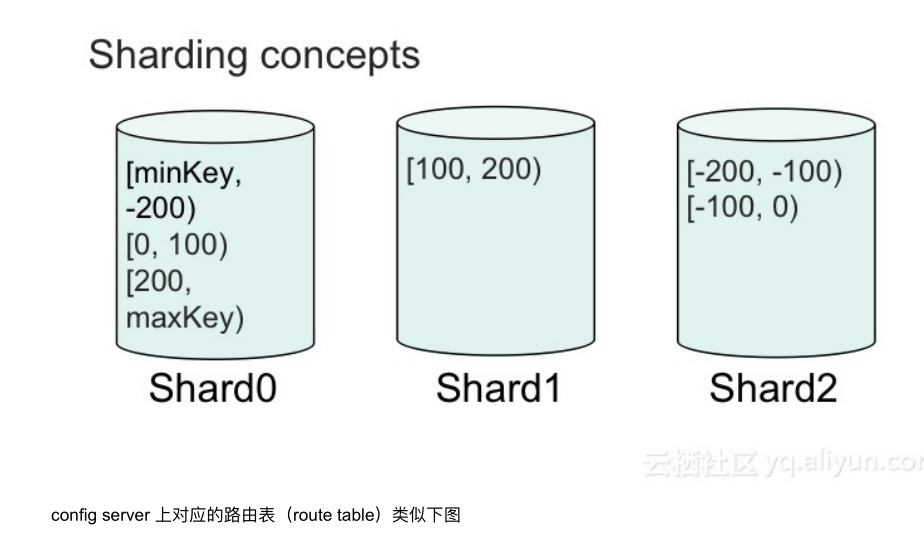 Sharding concepts
[minKey,
-200)
[0, 100)
[200,
maxKey)
[100, 200)
[-200, -100)
[-100, 0)
Shard0
Shard1
Shard2
云栖社区 yq.aliyun.com
config server 上对应的路由表（route table）类似下图